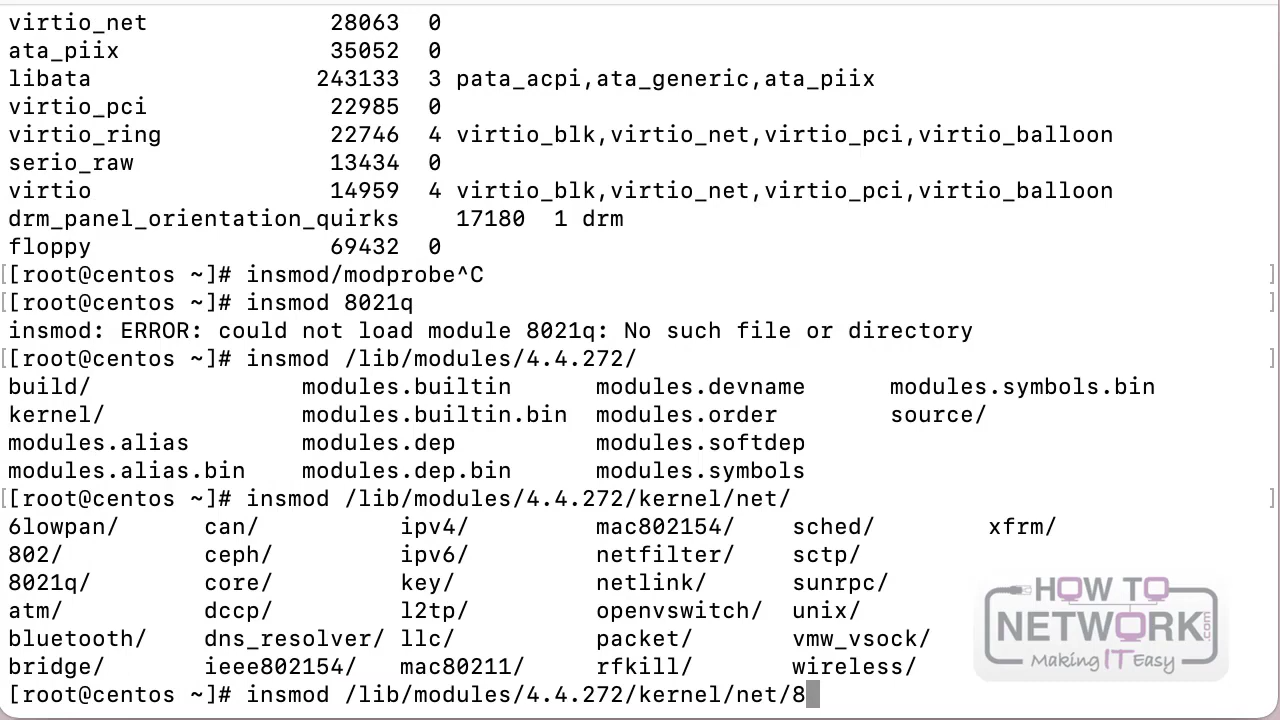 virtio_net 28063 0
ata_piix 35052 0
libata 243133 3 pata_acpi,ata_generic,ata_piix
virtio_pci 22985 0
virtio_ring 22746 4 virtio_blk,virtio_net,virtio_pci,virtio_balloon
serio_raw 13434 0
virtio 14959 4 virtio_blk,virtio_net,virtio_pci,virtio_balloon
drm_panel_orientation_quirks 17180 1 drm
floppy 69432 0
[[root@centos ~]# insmod/modprobe^C ]
[[root@centos ~]# insmod 8021q ]
insmod: ERROR: could not load module 8021q: No such file or directory
[[root@centos ~]# insmod /lib/modules/4.4.272/ ]
build/ modules.builtin modules.devname modules.symbols.bin
kernel/ modules.builtin.bin modules.order source/
modules.alias modules.dep modules.softdep
modules.alias.bin modules.dep.bin modules.symbols
[[root@centos ~]# insmod /lib/modules/4.4.272/kernel/net/ ]
6lowpan/ can/ ipv4/ mac802154/ sched/ xfrm/
802/ ceph/ ipv6/ netfilter/ sctp/
8021q/ core/ key/ netlink/ sunrpc/
atm/ dccp/ l2tp/ openvswitch/ unix/
bluetooth/ dns_resolver/ llc/ packet/ vmw_vsock/
bridge/ ieee802154/ mac80211/ rfkill/ wireless/
[root@centos ~]# insmod /lib/modules/4.4.272/kernel/net/8
HOW TO
NETWORK.com
Making IT Easy